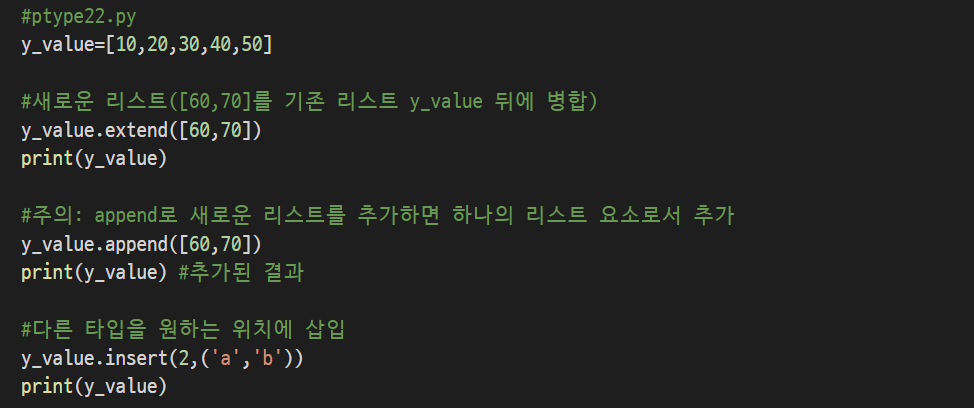 #ptype22.py
y_value=[10,20,30,40,50]
#새로운 리스트([60,70]를 기존 리스트 y_value 뒤에 병합)
y_value.extend([60,70])
print(y_value)
#주의: append로 새로운 리스트를 추가하면 하나의 리스트 요소로서 추가
y_value.append([60,70])
print(y_value) #추가된 결과
#다른 타입을 원하는 위치에 삽입
y_value.insert(2,('a','b'))
print(y_value)